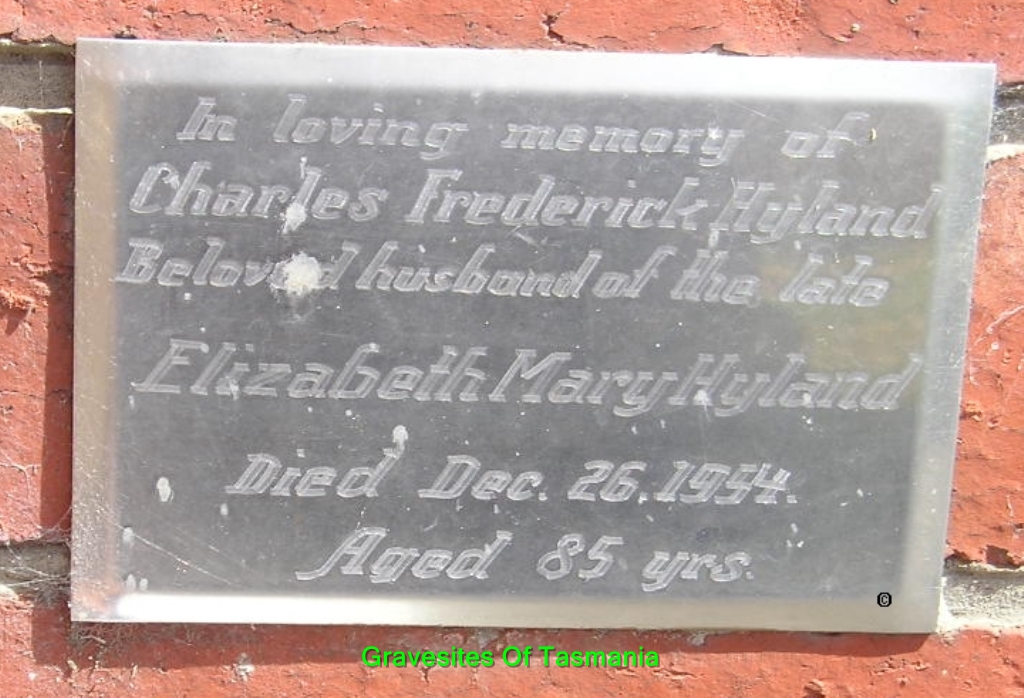 In loving memory of
Charles Frederick Hyland
Beloved husband of the late
Elizabeth Mary Hyland
Died Dec. 26, 1954.
Aged 85 yrs.
©
Gravesites Of Tasmania